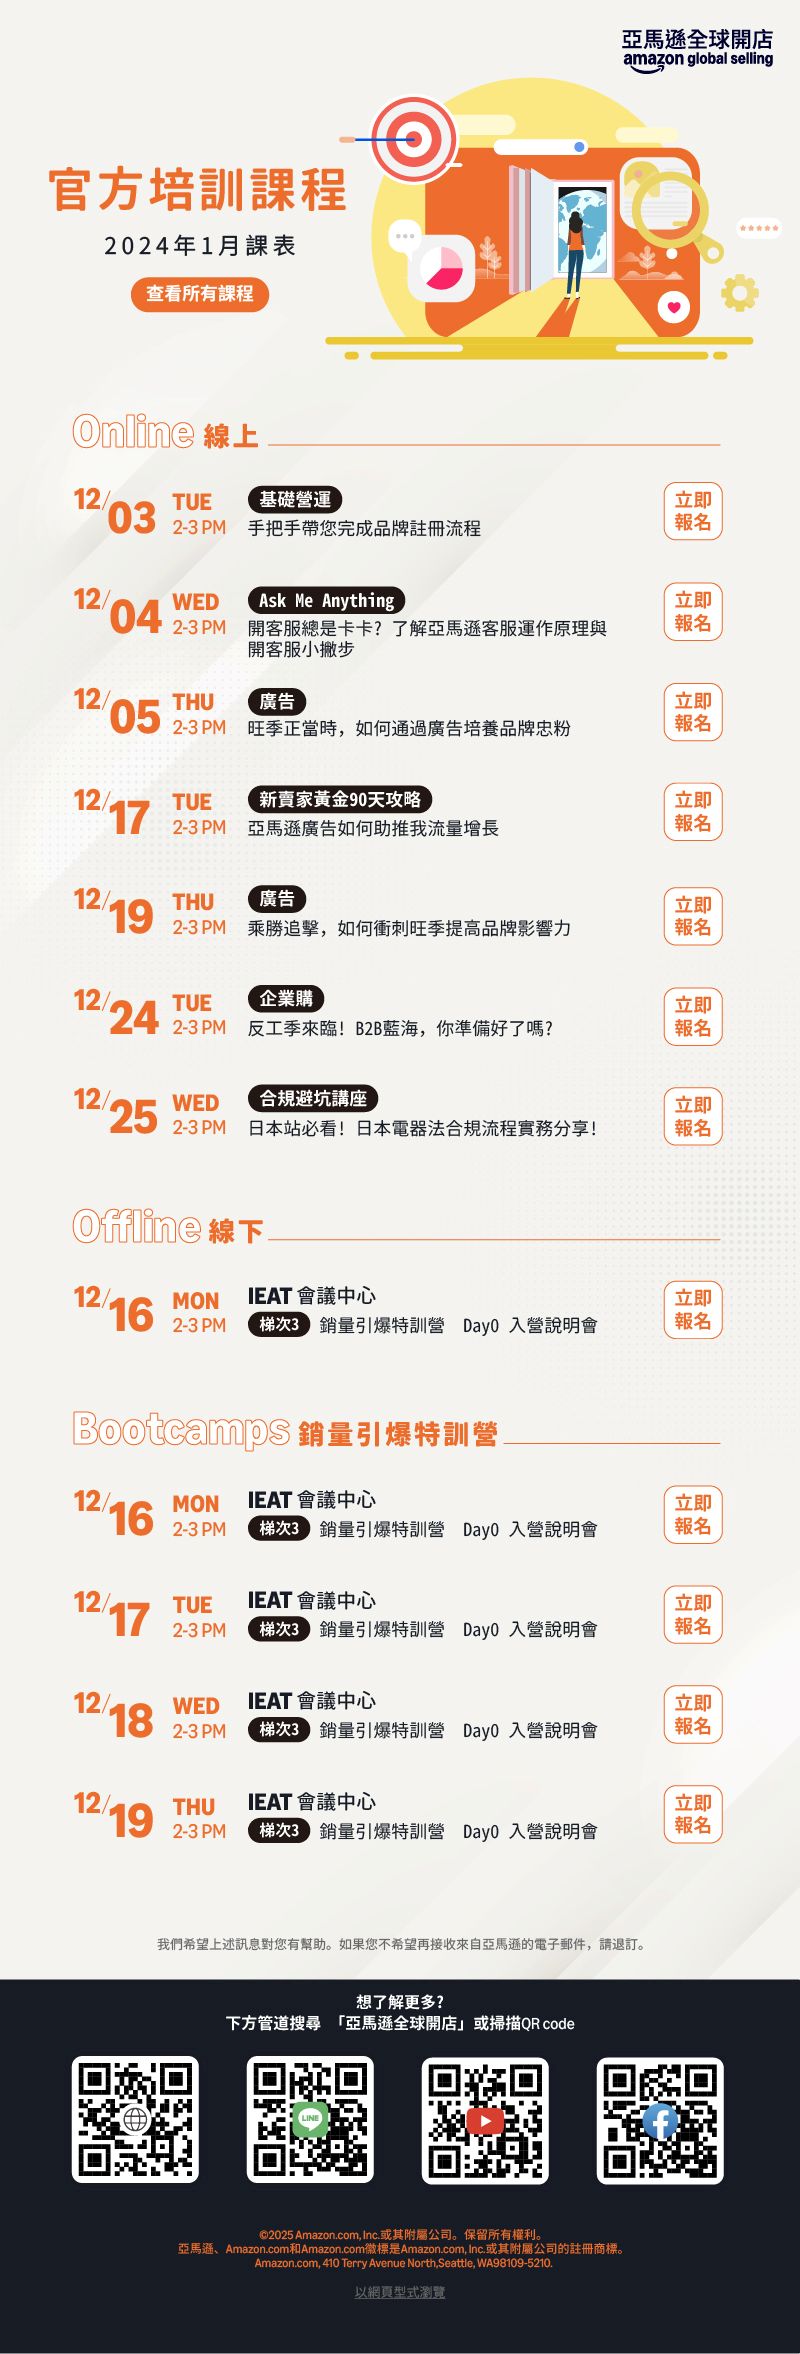 亞馬遜全球開店
amazon global selling
官方培訓課程
2024年1月課表
查看所有課程
Online 線上
12/03 TUE 2-3 PM
基礎營運
手把手帶您完成品牌註冊流程
立即
報名
12/04 WED 2-3 PM
Ask Me Anything
開客服總是卡卡? 了解亞馬遜客服運作原理與
開客服小撇步
立即
報名
12/05 THU 2-3 PM
廣告
旺季正當時，如何通過廣告培養品牌忠粉
立即
報名
12/17 TUE 2-3 PM
新賣家黃金90天攻略
亞馬遜廣告如何助推我流量增長
立即
報名
12/19 THU 2-3 PM
廣告
乘勝追擊，如何衝刺旺季提高品牌影響力
立即
報名
12/24 TUE 2-3 PM
企業購
反工季來臨！B2B藍海，你準備好了嗎?
立即
報名
12/25 WED 2-3 PM
合規避坑講座
日本站必看！日本電器法合規流程實務分享！
立即
報名
Offline 線下
12/16 MON 2-3 PM
IEAT 會議中心
梯次3 銷量引爆特訓營 Day0 入營說明會
立即
報名
Bootcamps 銷量引爆特訓營
12/16 MON 2-3 PM
IEAT 會議中心
梯次3 銷量引爆特訓營 Day0 入營說明會
立即
報名
12/17 TUE 2-3 PM
IEAT 會議中心
梯次3 銷量引爆特訓營 Day0 入營說明會
立即
報名
12/18 WED 2-3 PM
IEAT 會議中心
梯次3 銷量引爆特訓營 Day0 入營說明會
立即
報名
12/19 THU 2-3 PM
IEAT 會議中心
梯次3 銷量引爆特訓營 Day0 入營說明會
立即
報名
我們希望上述訊息對您有幫助。如果您不希望再接收來自亞馬遜的電子郵件，請退訂。
想了解更多?
下方管道搜尋 「亞馬遜全球開店」或掃描QR code
LINE
©2025 Amazon.com, Inc.或其附屬公司。保留所有權利。
亞馬遜、Amazon.com和Amazon.com徽標是Amazon.com, Inc.或其附屬公司的註冊商標。
Amazon.com, 410 Terry Avenue North,Seattle, WA98109-5210.
以網頁型式瀏覽